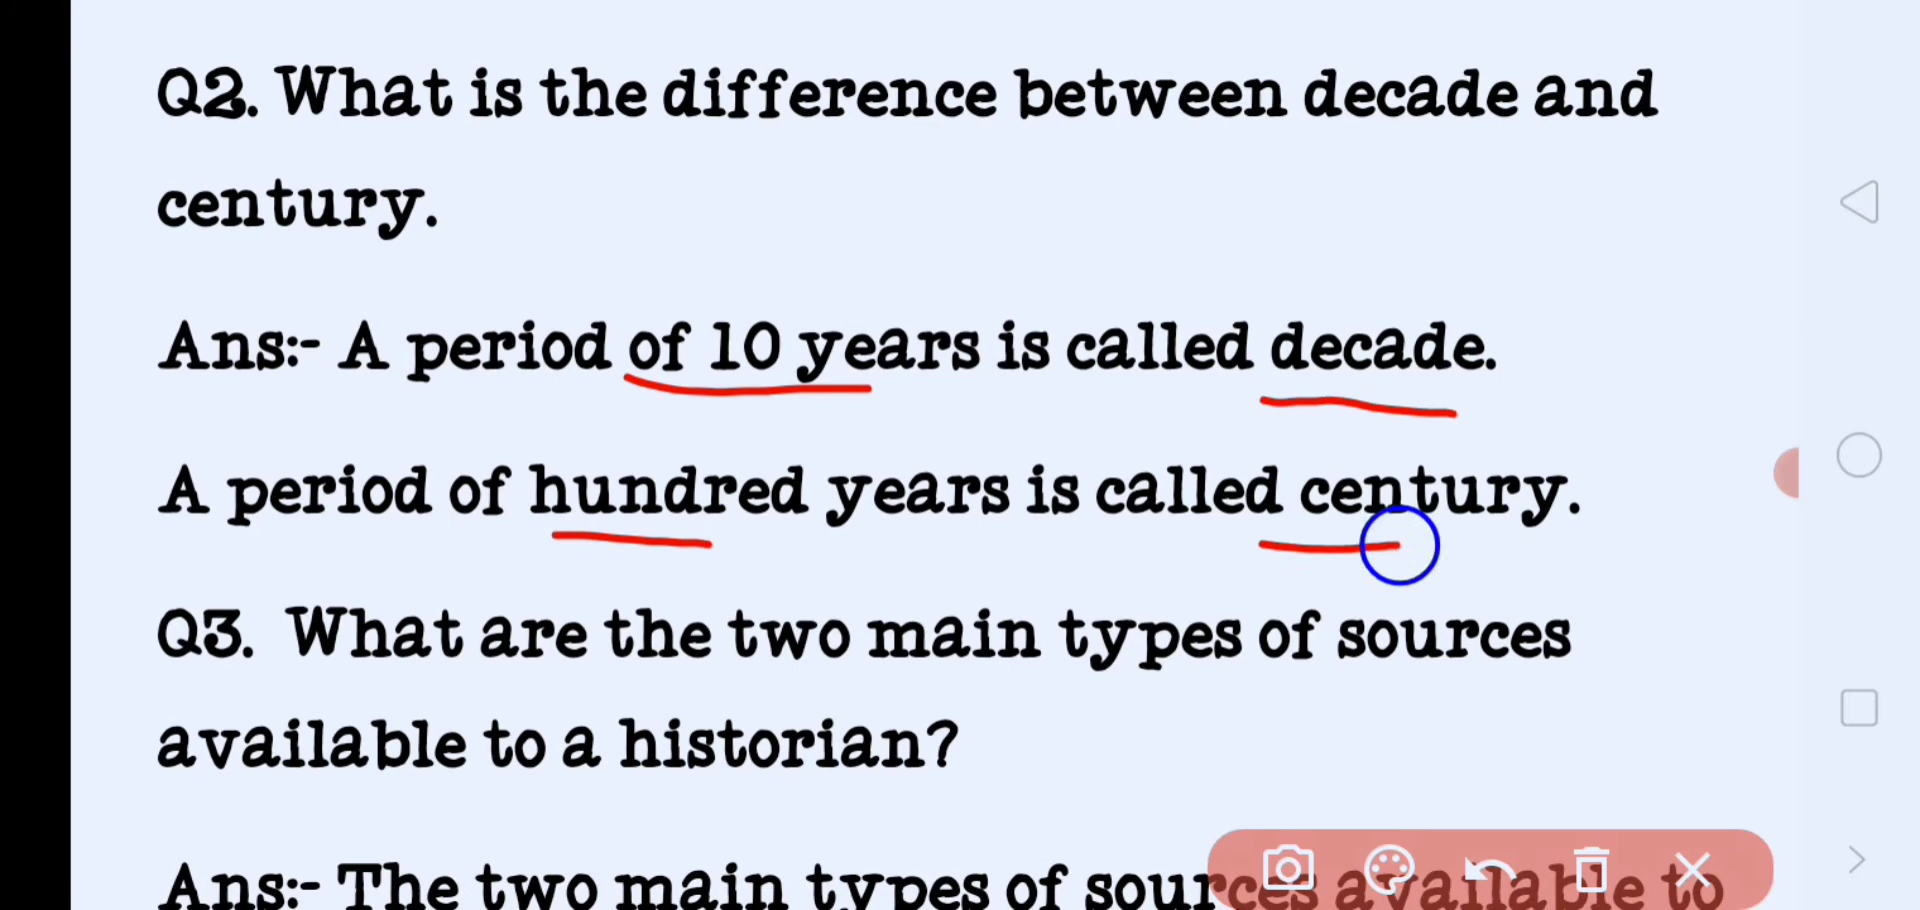 Q2. What is the difference between decade and
century.
Ans:- A period of 10 years is called decade.
A period of hundred years is called century.
Q3. What are the two main types of sources
available to a historian?
Ans:- The two main types of sources available to